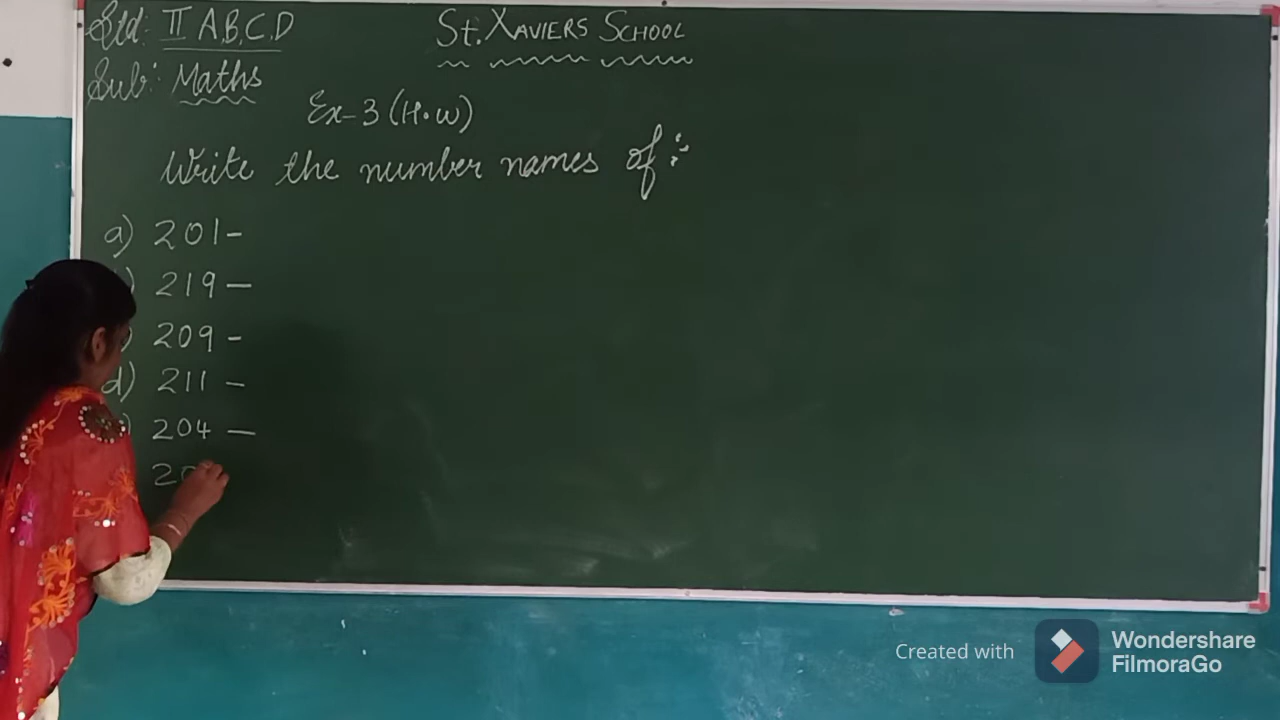 Std: II A,B,C,D
St. XAVIERS SCHOOL
Sub: Maths
Ex-3 (H.W)
Write the number names of :-
a) 201-
) 219 —
) 209 -
d) 211 —
) 204 —
20
Created with Wondershare FilmoraGo